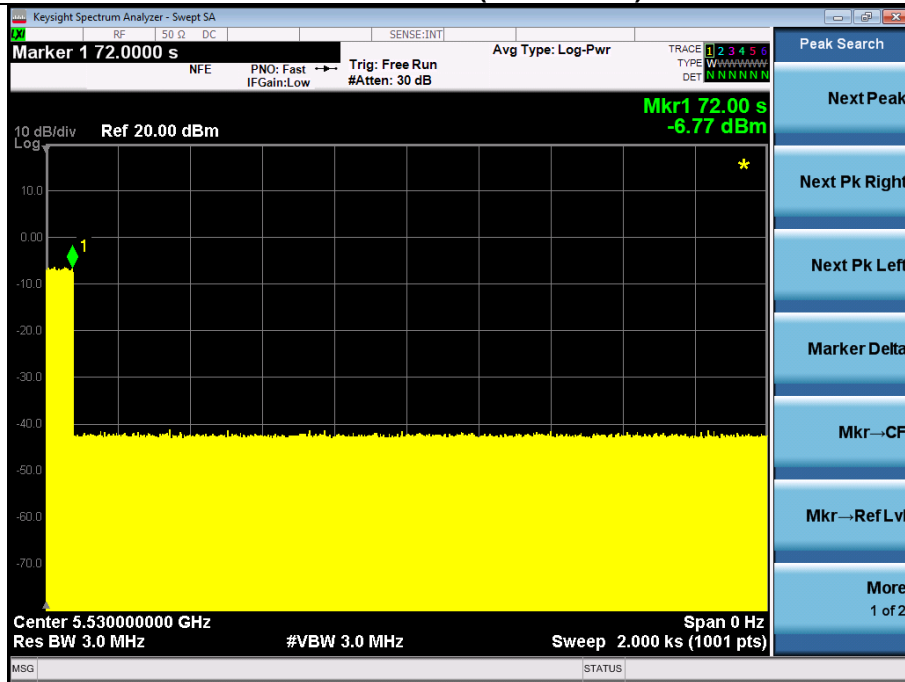 Keysight Spectrum Analyzer - Swept SA
LXI RF 50 Ω DC SENSE:INT
Marker 1 72.0000 s
NFE
PNO: Fast
IFGain:Low
Trig: Free Run
#Atten: 30 dB
Avg Type: Log-Pwr
TRACE 1 2 3 4 5 6
TYPE WWWWWW
DET N N N N N N
Mkr1 72.00 s
-6.77 dBm
10 dB/div Ref 20.00 dBm
Log
10.0
0.00
1
-10.0
-20.0
-30.0
-40.0
-50.0
-60.0
-70.0
Center 5.530000000 GHz
Span 0 Hz
Res BW 3.0 MHz
#VBW 3.0 MHz
Sweep 2.000 ks (1001 pts)
MSG
STATUS
Peak Search
Next Peak
Next Pk Right
Next Pk Left
Marker Delta
Mkr→CF
Mkr→Ref Lvl
More
1 of 2